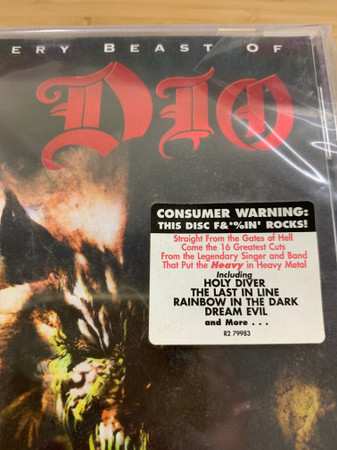 ERY BEAST OF
DIO
CONSUMER WARNING:
THIS DISC F&*%IN' ROCKS!
Straight From the Gates of Hell
Come the 16 Greatest Cuts
From the Legendary Singer and Band
That Put the Heavy in Heavy Metal
Including
HOLY DIVER
THE LAST IN LINE
RAINBOW IN THE DARK
DREAM EVIL
and More . . .
R2 79983